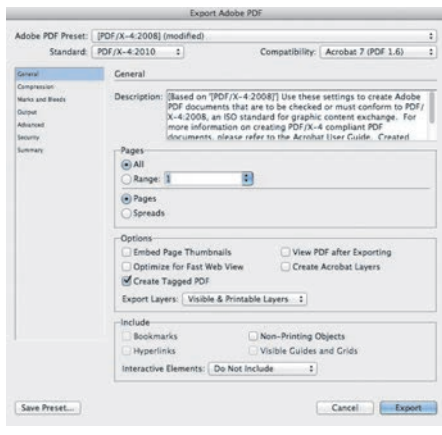 Export Adobe PDF
Adobe PDF Preset: [PDF/X-4:2008] (modified)
Standard: PDF/X-4:2010 Compatibility: Acrobat 7 (PDF 1.6)
General
Compression
Marks and Bleeds
Output
Advanced
Security
Summary
General
Description: [Based on '[PDF/X-4:2008]'] Use these settings to create Adobe
PDF documents that are to be checked or must conform to PDF/
X-4:2008, an ISO standard for graphic content exchange. For
more information on creating PDF/X-4 compliant PDF
documents, please refer to the Acrobat User Guide. Created
Pages
All
Range: 1
Pages
Spreads
Options
Embed Page Thumbnails View PDF after Exporting
Optimize for Fast Web View Create Acrobat Layers
Create Tagged PDF
Export Layers: Visible & Printable Layers
Include
Bookmarks Non-Printing Objects
Hyperlinks Visible Guides and Grids
Interactive Elements: Do Not Include
Save Preset... Cancel Export